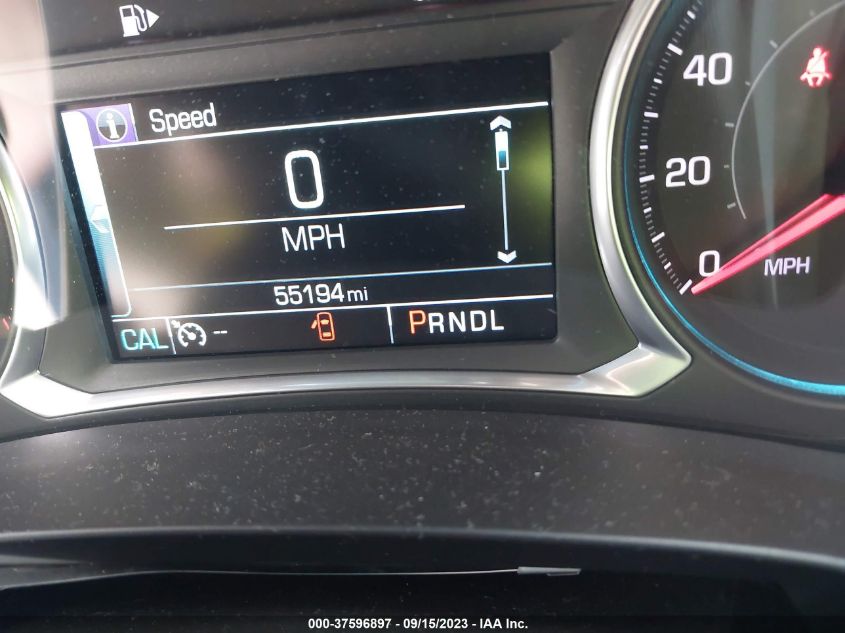 Speed
0
MPH
55194 mi
CAL --
PRNDL
40
20
0
MPH
000-37596897 - 09/15/2023 - © IAA, Inc.